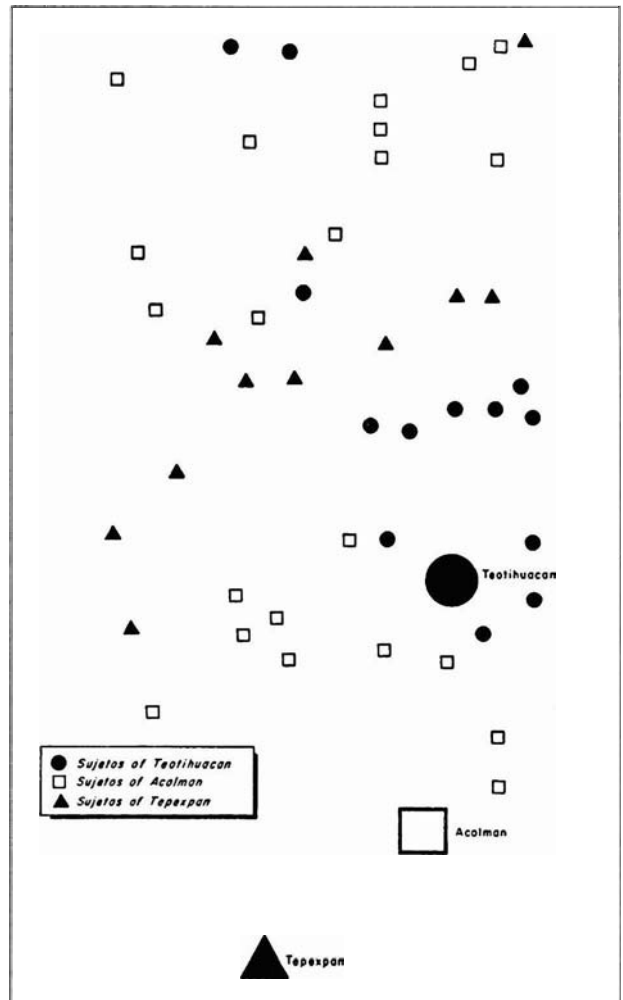 Teotihuacan
Sujetos of Teotihuacan
Sujetos of Acolman
Sujetos of Tepexpan
Acolman
Tepexpan